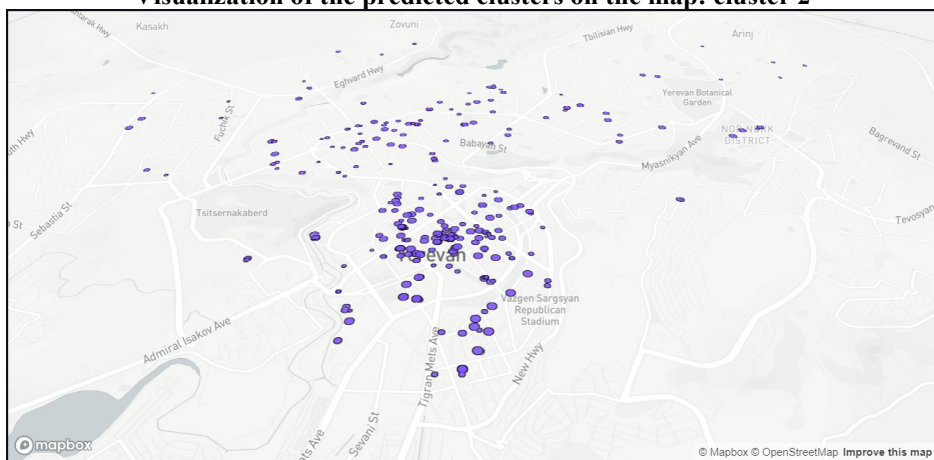 Visualization of the predicted clusters on the map: cluster 2
Kasakh
Zovuni
Tbilisian Hwy
Arinj
Eghvard Hwy
Yerevan Botanical
Garden
Fuchik St
NOR NORK
DISTRICT
Babayan St
Myasnikyan Ave
Bagrevand St
Sebastia St
Tsitsernakaberd
Tevosyan
Vazgen Sargsyan
Republican
Stadium
Admiral Isakov Ave
Tigran Mets Ave
New Hwy
Sevani St
mapbox
© Mapbox © OpenStreetMap Improve this map